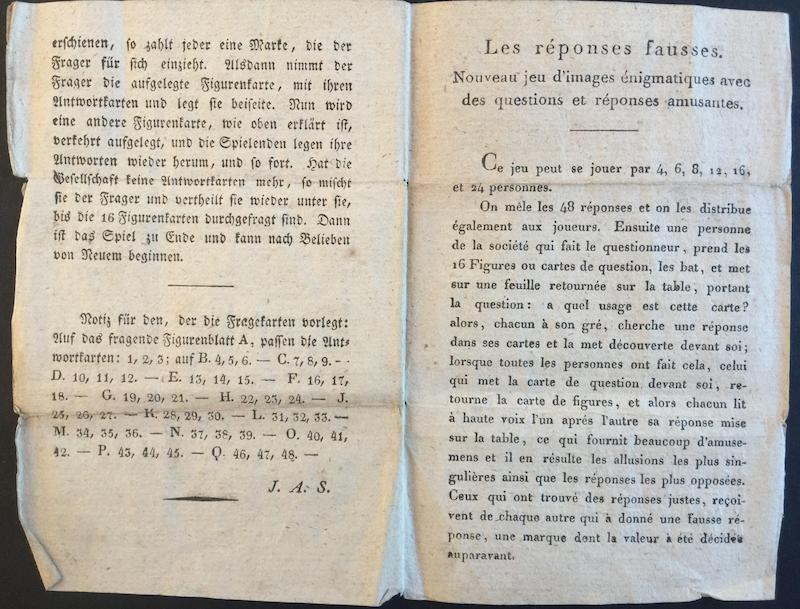 erschienen, so zahlt jeder eine Marke, die der
Frager für sich einzieht. Alsdann nimmt der
Frager die aufgelegte Figurenkarte, mit ihren
Antwortkarten und legt sie beiseite. Nun wird
eine andere Figurenkarte, wie oben erklärt ist,
verkehrt aufgelegt, und die Spielenden legen ihre
Antworten wieder herum, und so fort. Hat die
Gesellschaft keine Antwortkarten mehr, so mischt
sie der Frager und vertheilt sie wieder unter sie,
bis die 16 Figurenkarten durchgefragt sind. Dann
ist das Spiel zu Ende und kann nach Belieben
von Neuem beginnen.
Notiz für den, der die Fragekarten vorlegt:
Auf das fragende Figurenblatt A, passen die Ant-
wortkarten: 1, 2, 3; auf B. 4, 5, 6. — C. 7, 8, 9. -
D. 10, 11, 12. — E. 13, 14, 15. — F. 16, 17,
18. — G. 19, 20, 21. — H. 22, 23, 24. — J.
25, 26, 27. — K. 28, 29, 30. — L. 31, 32, 33. —
M. 34, 35, 36. — N. 37, 38, 39. — O. 40, 41,
42. — P. 43, 44, 45. — Q. 46, 47, 48. —
J. A. S.
Les réponses fausses.
Nouveau jeu d'images énigmatiques avec
des questions et réponses amusantes.
Ce jeu peut se jouer par 4, 6, 8, 12, 16,
et 24 personnes.
On mêle les 48 réponses et on les distribue
également aux joueurs. Ensuite une personne
de la société qui fait le questionneur, prend les
16 Figures ou cartes de question, les bat, et met
sur une feuille retournée sur la table, portant
la question: a quel usage est cette carte?
alors, chacun à son gré, cherche une réponse
dans ses cartes et la met découverte devant soi;
lorsque toutes les personnes ont fait cela, celui
qui met la carte de question devant soi, re-
tourne la carte de figures, et alors chacun lit
à haute voix l'un aprés l'autre sa réponse mise
sur la table, ce qui fournit beaucoup d'amuse-
mens et il en résulte les allusions les plus sin-
gulières ainsi que les réponses les plus opposées.
Ceux qui ont trouvé des réponses justes, reçoi-
vent de chaque autre qui à donné une fausse ré-
ponse, une marque dont la valeur à été décidée
auparavant.